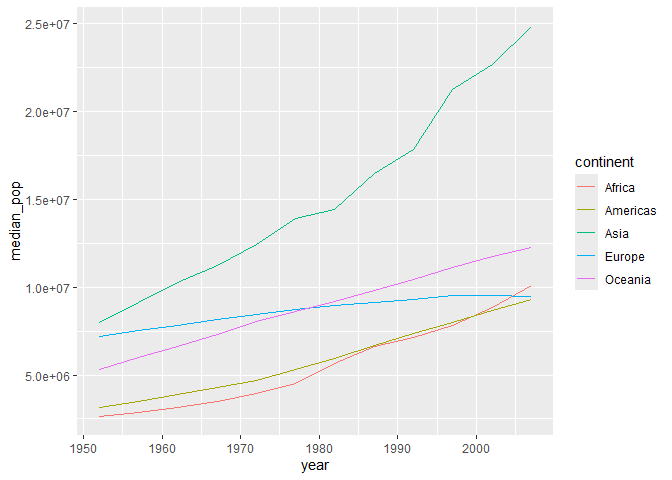 2.5e+07
2.0e+07
1.5e+07
1.0e+07
5.0e+06
median_pop
1950 1960 1970 1980 1990 2000
year
continent
Africa
Americas
Asia
Europe
Oceania